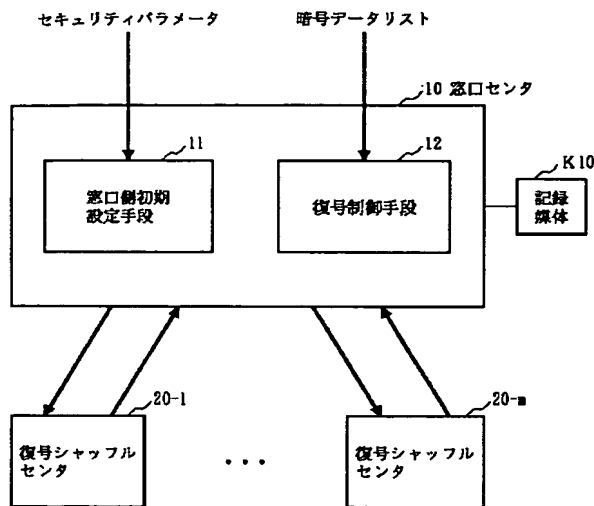 セキュリティパラメータ
暗号データリスト
10 窓口センタ
11
窓口側初期
設定手段
12
復号制御手段
K10
記録
媒体
20-1
復号シャッフル
センタ
...
20-m
復号シャッフル
センタ